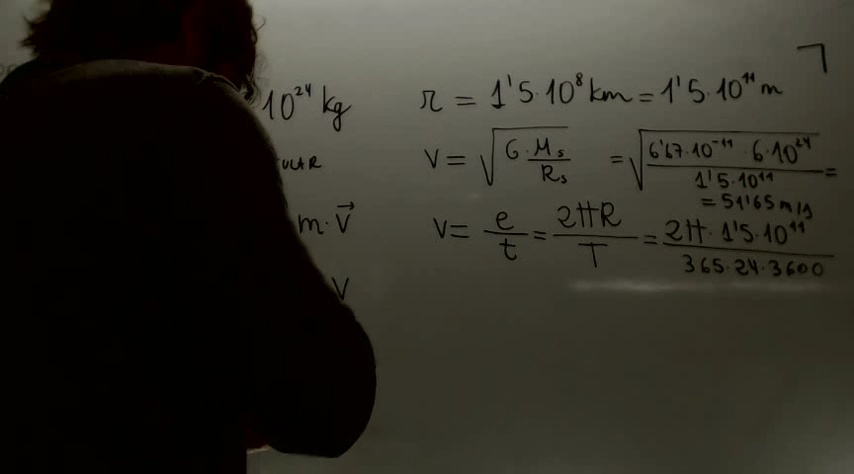 10²⁴ kg
r = 1'5·10⁸ km = 1'5·10¹¹ m
V = √(G·Mₛ/Rₛ) = √(6'67·10⁻¹¹·6·10²⁴/1'5·10¹¹) =
= 51'65 m/s
m·V⃗
V = e/t = 2πR/T = 2π·1'5·10¹¹/365·24·3600
V